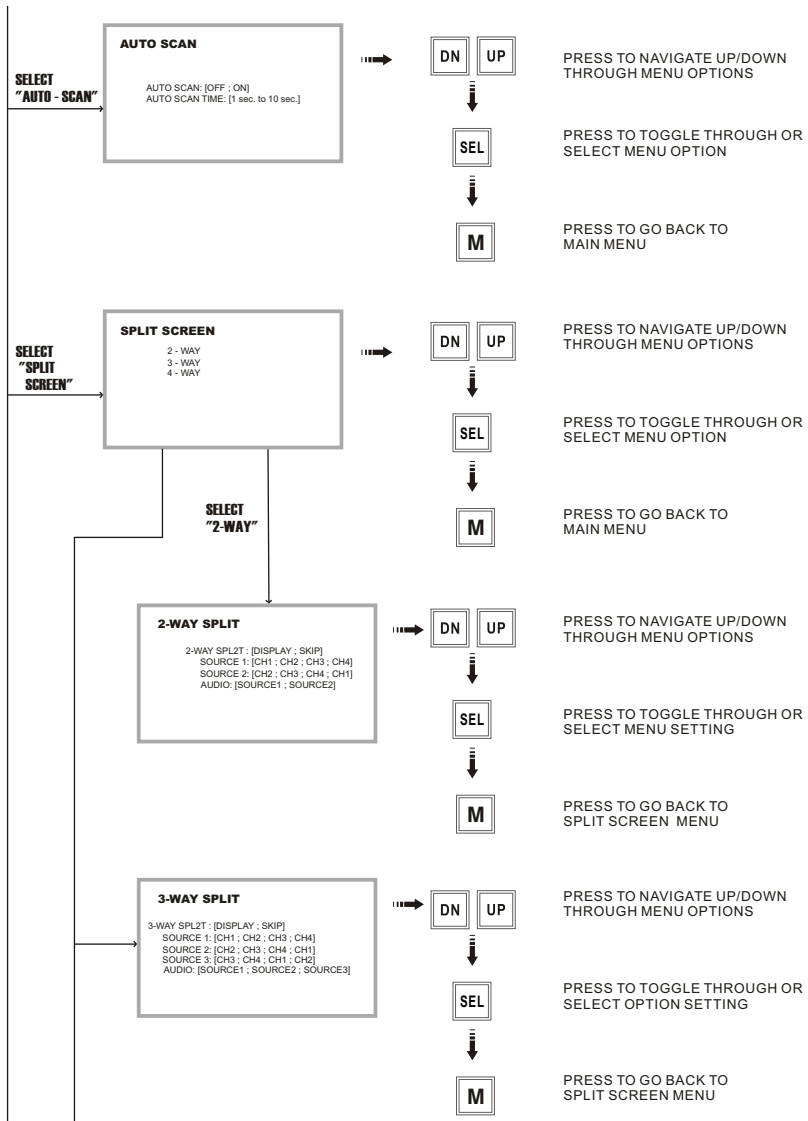 AUTO SCAN
AUTO SCAN: [OFF ; ON]
AUTO SCAN TIME: [1 sec. to 10 sec.]
SELECT
"AUTO - SCAN"
DN UP
PRESS TO NAVIGATE UP/DOWN
THROUGH MENU OPTIONS
SEL
PRESS TO TOGGLE THROUGH OR
SELECT MENU OPTION
M
PRESS TO GO BACK TO
MAIN MENU
SPLIT SCREEN
2 - WAY
3 - WAY
4 - WAY
SELECT
"SPLIT
SCREEN"
DN UP
PRESS TO NAVIGATE UP/DOWN
THROUGH MENU OPTIONS
SEL
PRESS TO TOGGLE THROUGH OR
SELECT MENU OPTION
M
PRESS TO GO BACK TO
MAIN MENU
SELECT
"2-WAY"
2-WAY SPLIT
2-WAY SPL2T : [DISPLAY ; SKIP]
SOURCE 1: [CH1 ; CH2 ; CH3 ; CH4]
SOURCE 2: [CH2 ; CH3 ; CH4 ; CH1]
AUDIO: [SOURCE1 ; SOURCE2]
DN UP
PRESS TO NAVIGATE UP/DOWN
THROUGH MENU OPTIONS
SEL
PRESS TO TOGGLE THROUGH OR
SELECT MENU SETTING
M
PRESS TO GO BACK TO
SPLIT SCREEN MENU
3-WAY SPLIT
3-WAY SPL2T : [DISPLAY ; SKIP]
SOURCE 1: [CH1 ; CH2 ; CH3 ; CH4]
SOURCE 2: [CH2 ; CH3 ; CH4 ; CH1]
SOURCE 3: [CH3 ; CH4 ; CH1 ; CH2]
AUDIO: [SOURCE1 ; SOURCE2 ; SOURCE3]
DN UP
PRESS TO NAVIGATE UP/DOWN
THROUGH MENU OPTIONS
SEL
PRESS TO TOGGLE THROUGH OR
SELECT OPTION SETTING
M
PRESS TO GO BACK TO
SPLIT SCREEN MENU